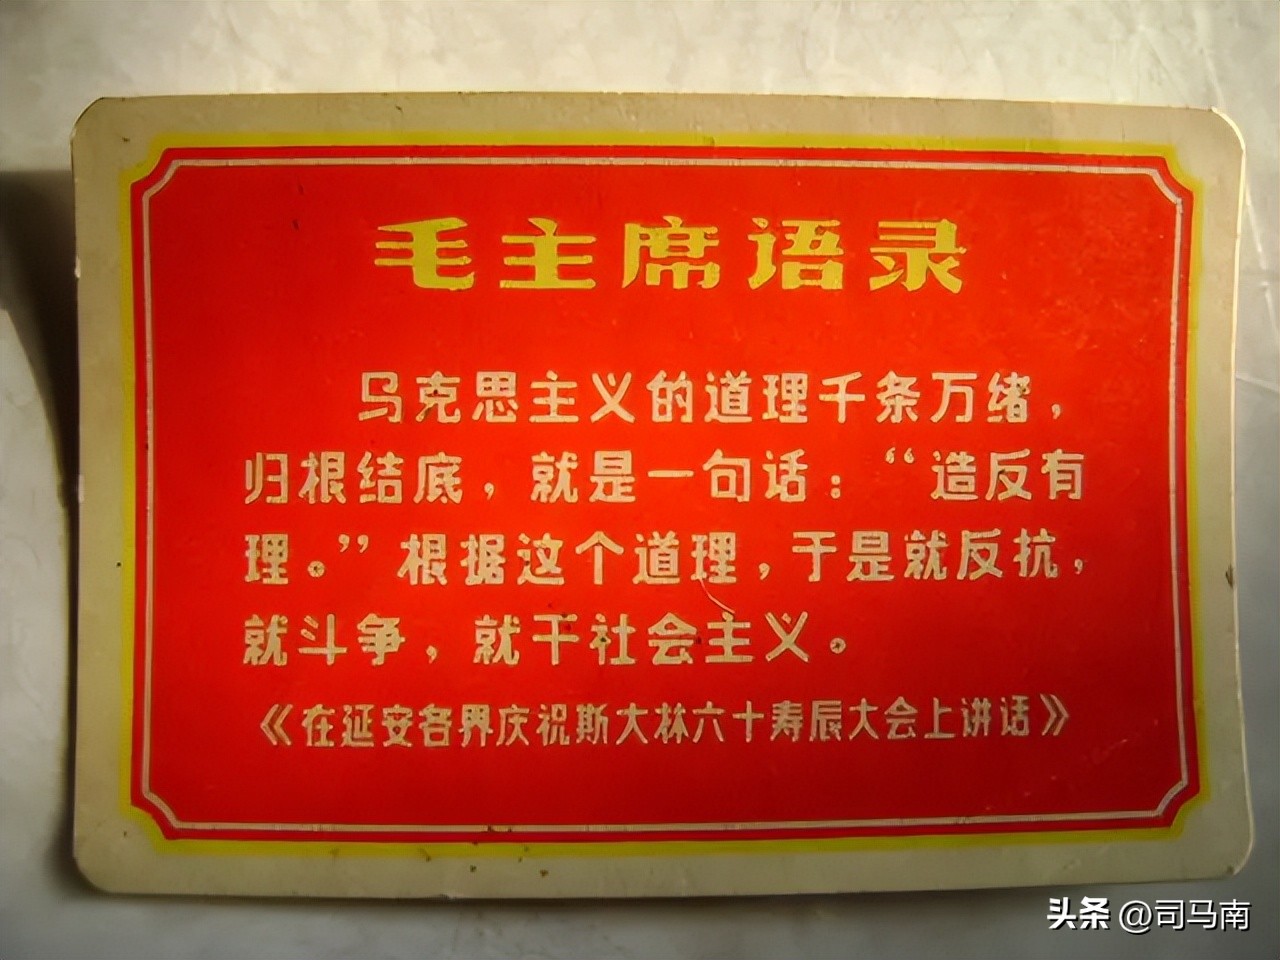 毛主席语录
马克思主义的道理千条万绪，
归根结底，就是一句话：“造反有
理。”根据这个道理，于是就反抗，
就斗争，就干社会主义。
《在延安各界庆祝斯大林六十寿辰大会上讲话》
头条 @司马南